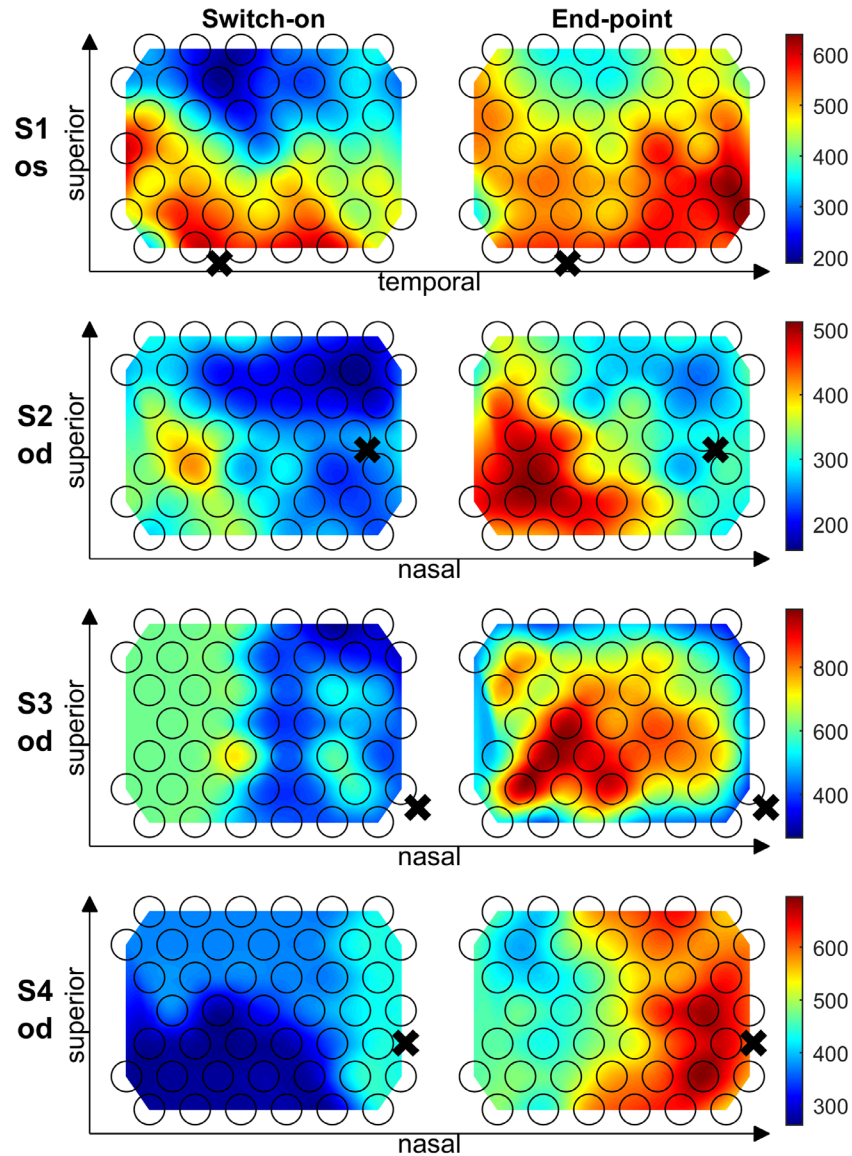 Switch-on End-point
S1
os
superior
temporal
600
500
400
300
200
S2
od
superior
nasal
500
400
300
200
S3
od
superior
nasal
800
600
400
S4
od
superior
nasal
600
500
400
300